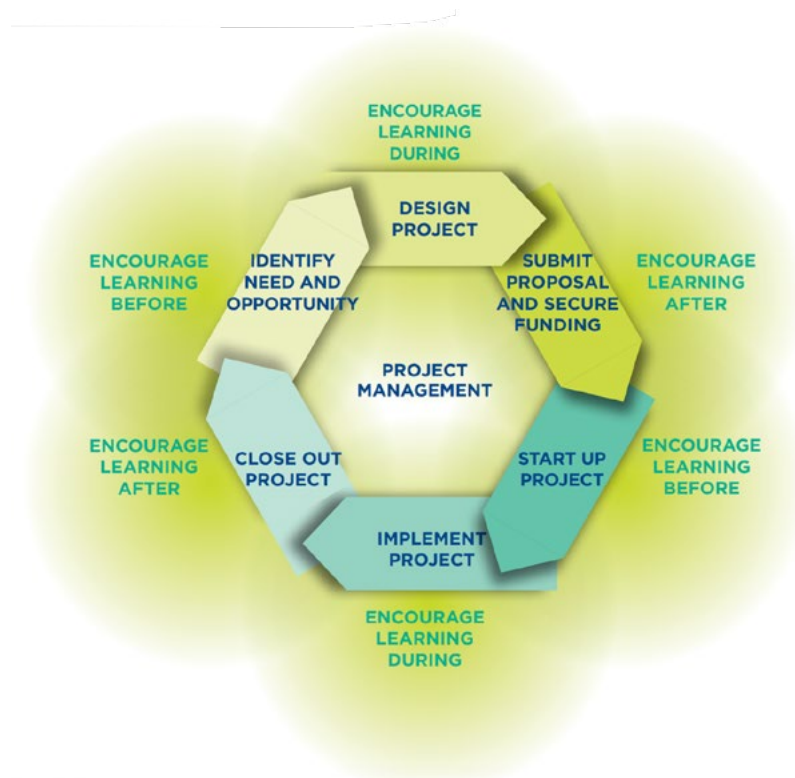 ENCOURAGE
LEARNING
DURING
DESIGN
PROJECT
ENCOURAGE
LEARNING
BEFORE
IDENTIFY
NEED AND
OPPORTUNITY
SUBMIT
PROPOSAL
AND SECURE
FUNDING
ENCOURAGE
LEARNING
AFTER
PROJECT
MANAGEMENT
ENCOURAGE
LEARNING
AFTER
CLOSE OUT
PROJECT
START UP
PROJECT
ENCOURAGE
LEARNING
BEFORE
IMPLEMENT
PROJECT
ENCOURAGE
LEARNING
DURING